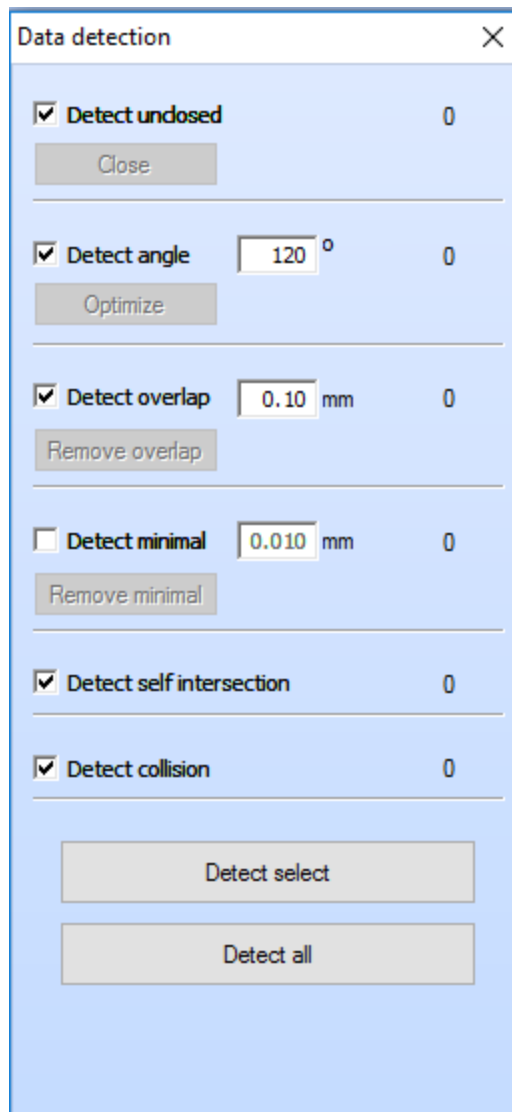 Data detection
Detect unclosed 0
Close
Detect angle 120 ° 0
Optimize
Detect overlap 0.10 mm 0
Remove overlap
Detect minimal 0.010 mm 0
Remove minimal
Detect self intersection 0
Detect collision 0
Detect select
Detect all